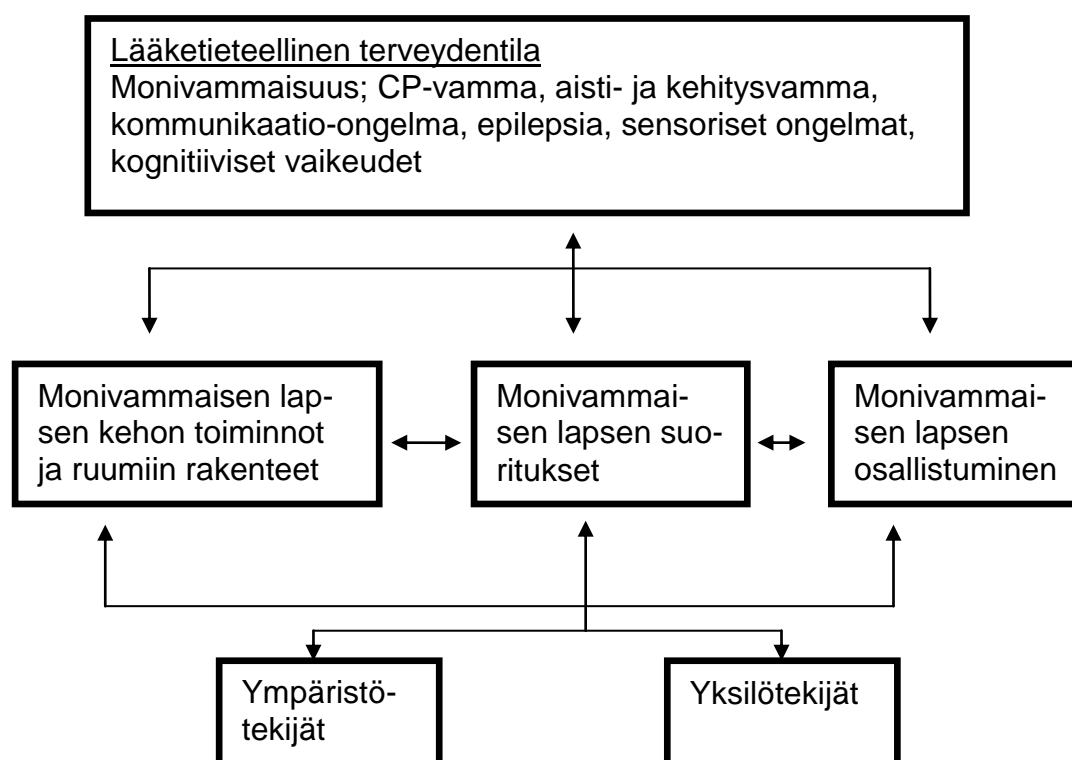 Lääketieteellinen terveydentila
Monivammaisuus; CP-vamma, aisti- ja kehitysvamma,
kommunikaatio-ongelma, epilepsia, sensoriset ongelmat,
kognitiiviset vaikeudet
Monivammaisen lap-
sen kehon toiminnot
ja ruumiin rakenteet
Monivammai-
sen lapsen suo-
ritukset
Monivammai-
sen lapsen
osallistuminen
Ympäristö-
tekijät
Yksilötekijät